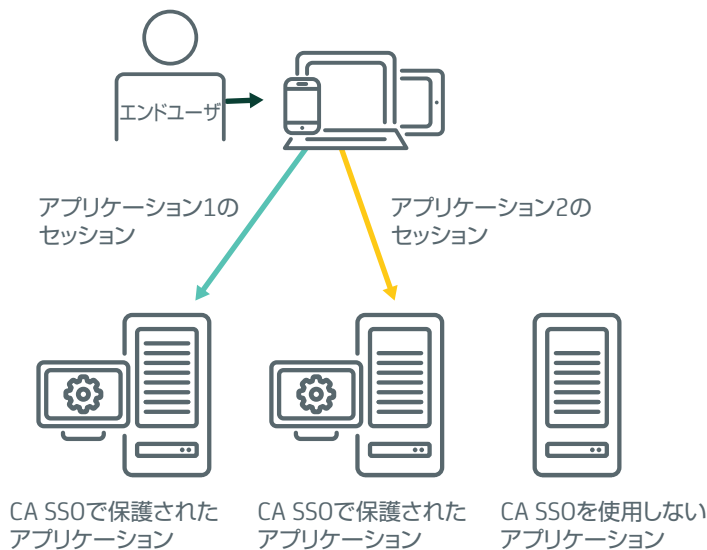 エンドユーザ
アプリケーション1の
セッション
アプリケーション2の
セッション
CA SSOで保護された
アプリケーション
CA SSOで保護された
アプリケーション
CA SSOを使用しない
アプリケーション